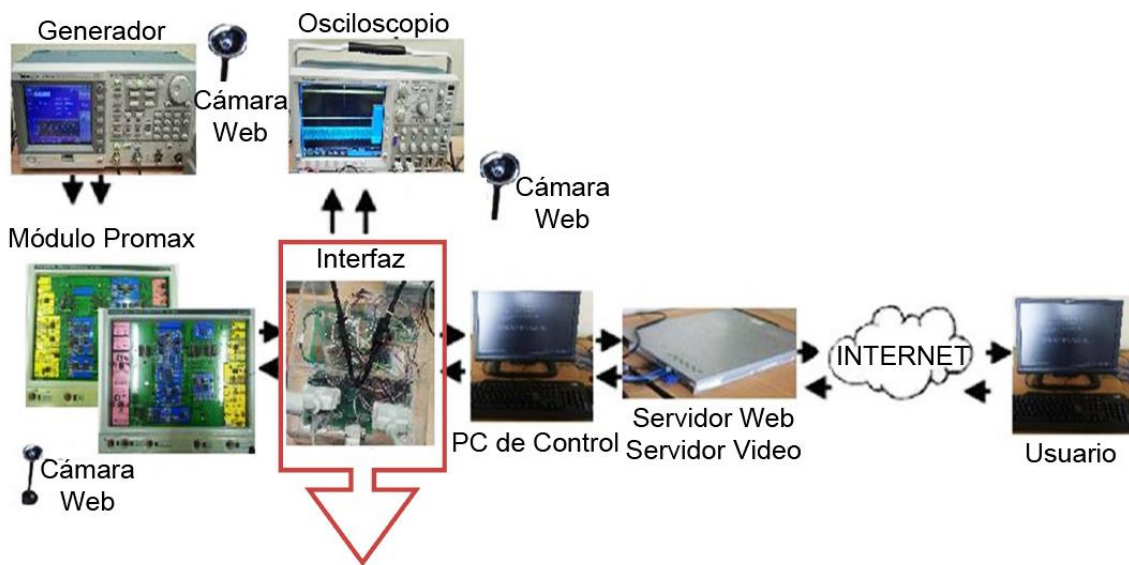 Generador
Osciloscopio
Cámara
Web
Cámara
Web
Módulo Promax
Interfaz
INTERNET
PC de Control
Servidor Web
Servidor Video
Usuario
Cámara
Web